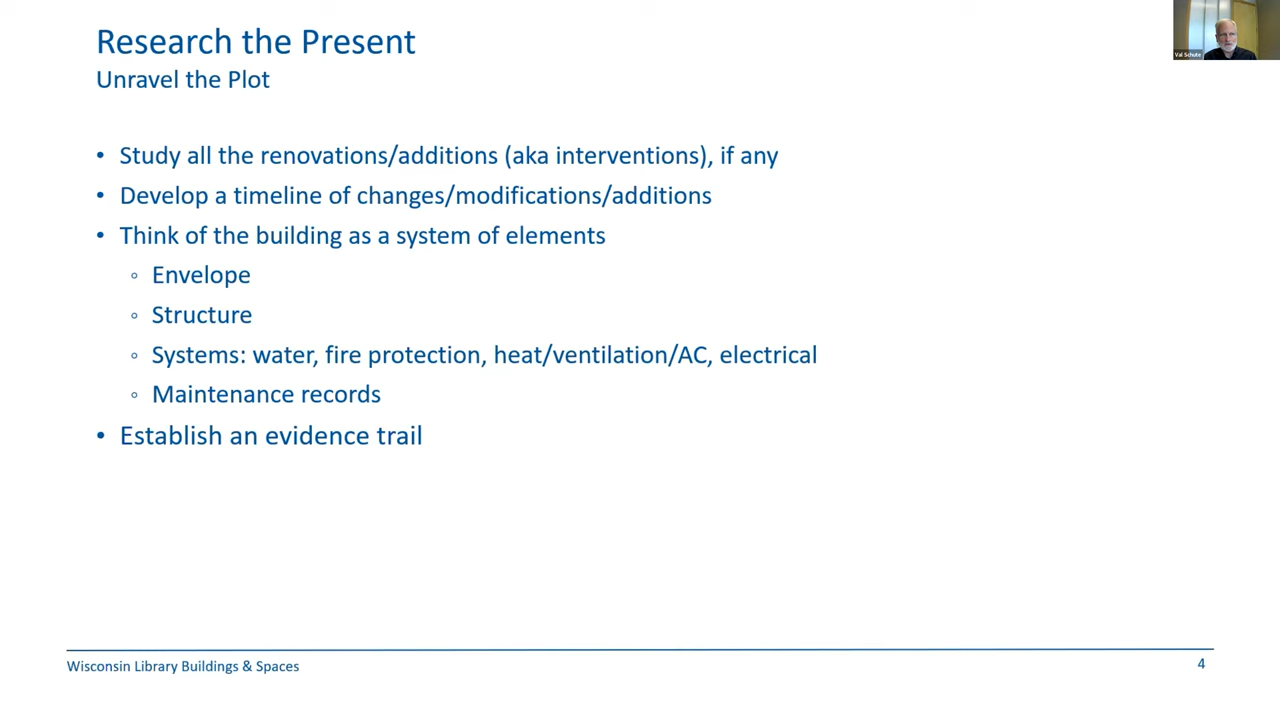 Research the Present
Unravel the Plot
• Study all the renovations/additions (aka interventions), if any
• Develop a timeline of changes/modifications/additions
• Think of the building as a system of elements
◦ Envelope
◦ Structure
◦ Systems: water, fire protection, heat/ventilation/AC, electrical
◦ Maintenance records
• Establish an evidence trail
Val Schute
Wisconsin Library Buildings & Spaces
4